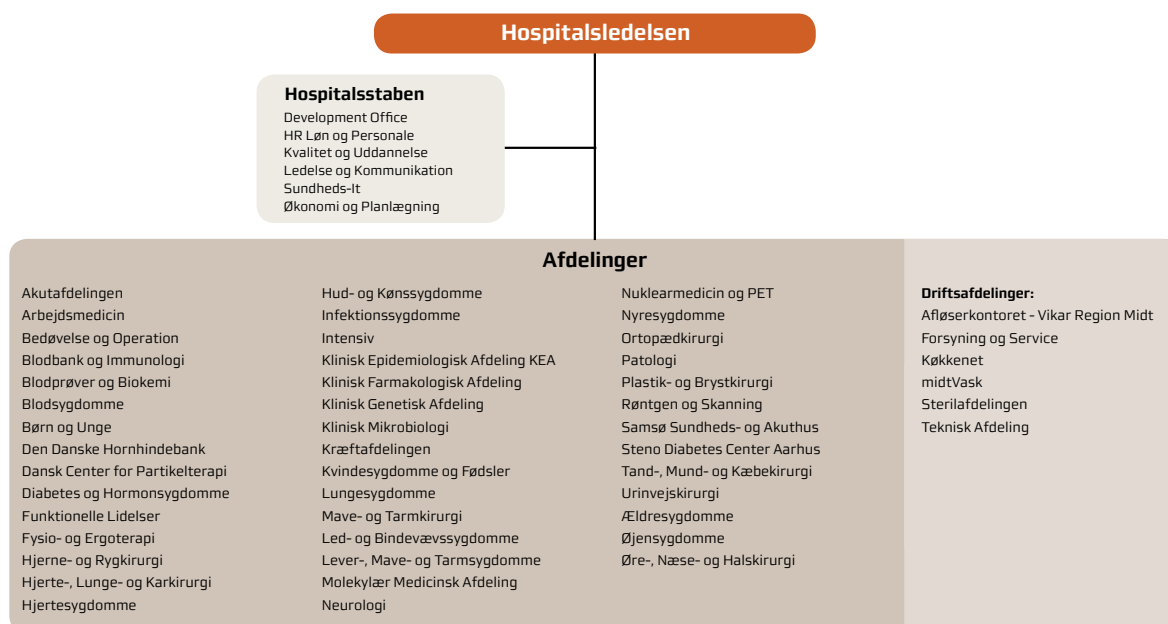 Hospitalsledelsen
Hospitalsstaben
Development Office
HR Løn og Personale
Kvalitet og Uddannelse
Ledelse og Kommunikation
Sundheds-It
Økonomi og Planlægning
Afdelinger
Akutafdelingen
Arbejdsmedicin
Bedøvelse og Operation
Blodbank og Immunologi
Blodprøver og Biokemi
Blodsygdomme
Børn og Unge
Den Danske Hornhindebank
Dansk Center for Partikelterapi
Diabetes og Hormonsygdomme
Funktionelle Lidelser
Fysio- og Ergoterapi
Hjerne- og Rygkirurgi
Hjerte-, Lunge- og Karkirurgi
Hjertesygdomme
Hud- og Kønssygdomme
Infektionssygdomme
Intensiv
Klinisk Epidemiologisk Afdeling KEA
Klinisk Farmakologisk Afdeling
Klinisk Genetisk Afdeling
Klinisk Mikrobiologi
Kræftafdelingen
Kvindesygdomme og Fødsler
Lungesygdomme
Mave- og Tarmkirurgi
Led- og Bindevævssygdomme
Lever-, Mave- og Tarmsygdomme
Molekylær Medicinsk Afdeling
Neurologi
Nuklearmedicin og PET
Nyresygdomme
Ortopædkirurgi
Patologi
Plastik- og Brystkirurgi
Røntgen og Skanning
Samsø Sundheds- og Akuthus
Steno Diabetes Center Aarhus
Tand-, Mund- og Kæbekirurgi
Urinvejskirurgi
Ældresygdomme
Øjensygdomme
Øre-, Næse- og Halskirurgi
Driftsafdelinger:
Afløserkontoret - Vikar Region Midt
Forsyning og Service
Køkkenet
midtVask
Sterilafdelingen
Teknisk Afdeling